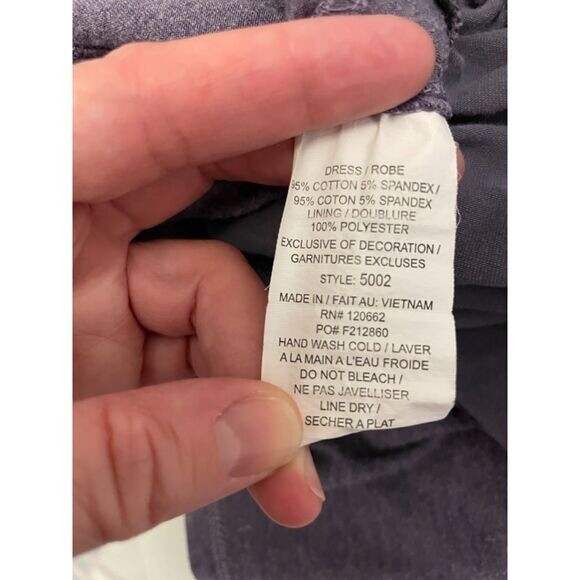 DRESS / ROBE
95% COTTON 5% SPANDEX /
95% COTON 5% SPANDEX
LINING / DOUBLURE
100% POLYESTER
EXCLUSIVE OF DECORATION /
GARNITURES EXCLUSES
STYLE: 5002
MADE IN / FAIT AU: VIETNAM
RN# 120662
PO# F212860
HAND WASH COLD / LAVER
A LA MAIN A L'EAU FROIDE
DO NOT BLEACH /
NE PAS JAVELLISER
LINE DRY /
SECHER A PLAT